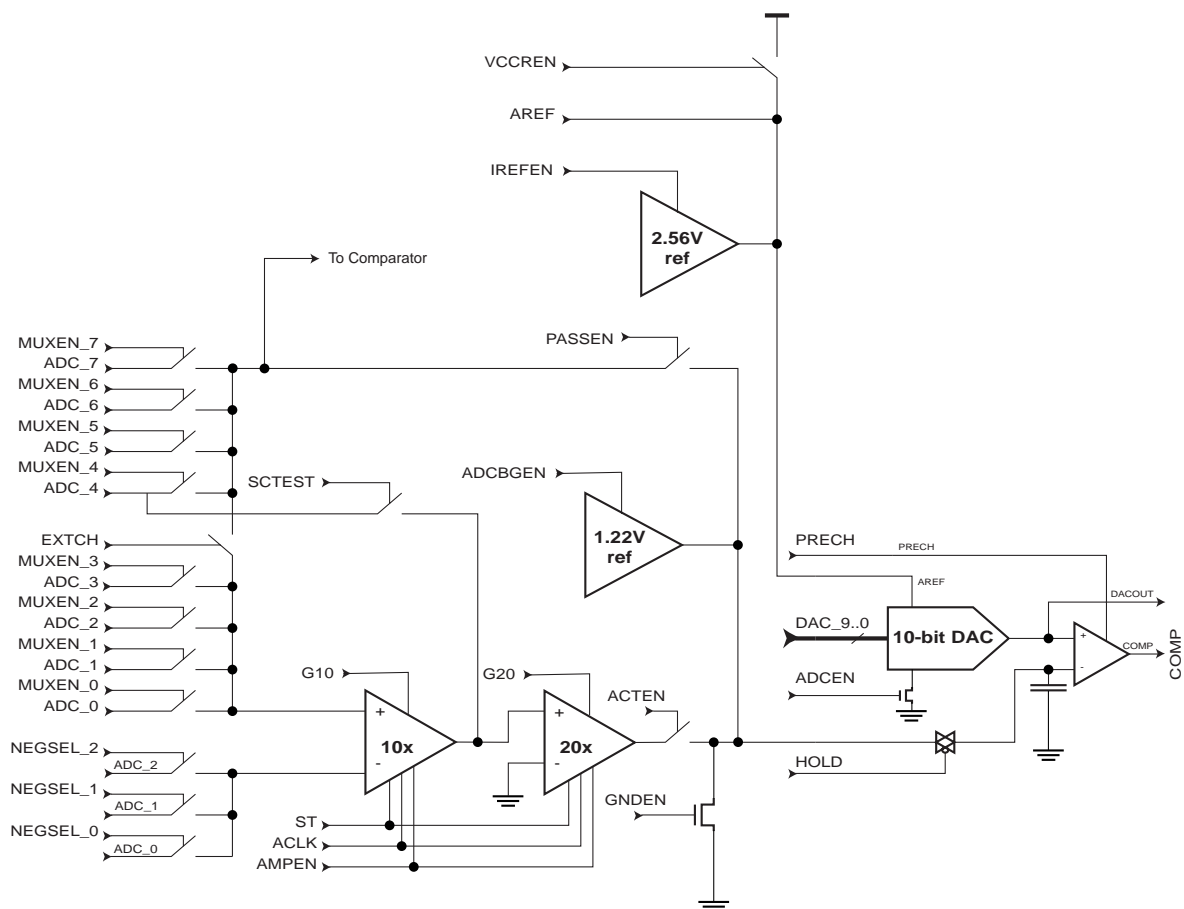 VCCREN
AREF
IREFEN
2.56V
ref
To Comparator
PASSEN
MUXEN_7
ADC_7
MUXEN_6
ADC_6
MUXEN_5
ADC_5
MUXEN_4
ADC_4
SCTEST
ADCBGEN
1.22V
ref
EXTCH
MUXEN_3
ADC_3
MUXEN_2
ADC_2
MUXEN_1
ADC_1
MUXEN_0
ADC_0
PRECH
PRECH
AREF
DACOUT
DAC_9..0
10-bit DAC
+
-
COMP
COMP
ADCEN
G10
+
10x
-
G20
+
20x
-
ACTEN
NEGSEL_2
ADC_2
NEGSEL_1
ADC_1
NEGSEL_0
ADC_0
HOLD
GNDEN
ST
ACLK
AMPEN